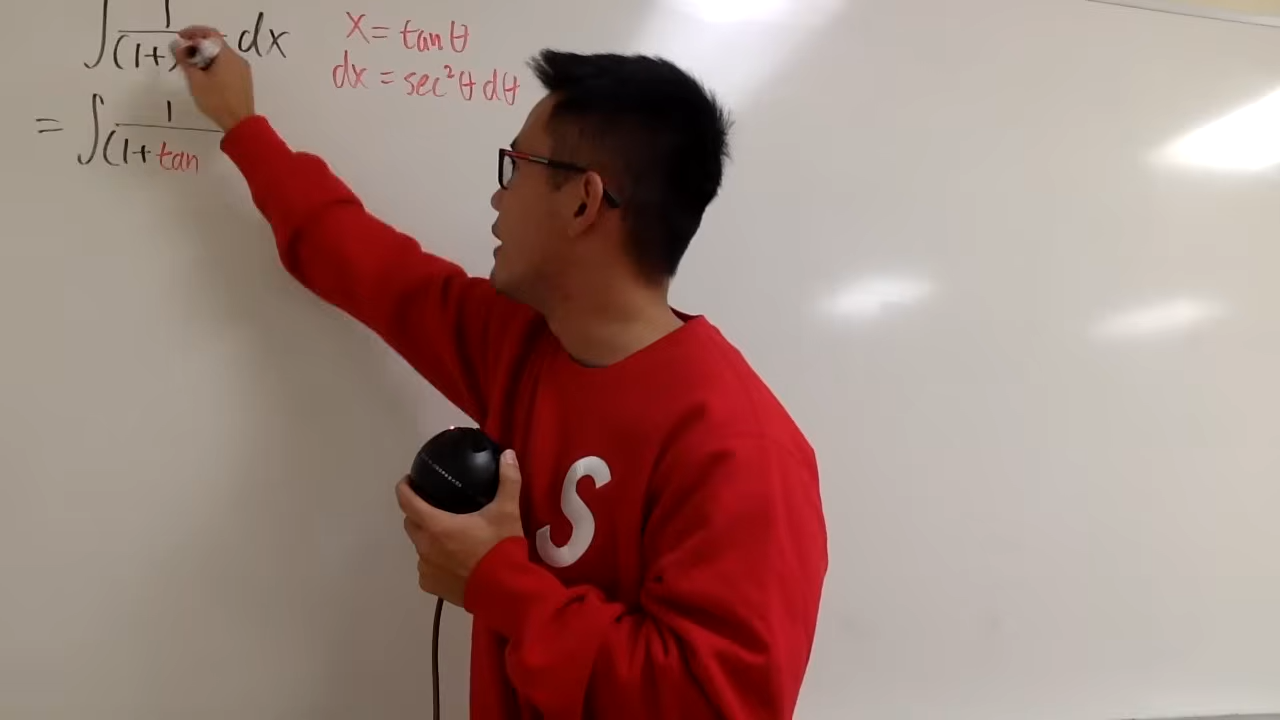 ∫ 1/(1+ dx
x = tan θ
dx = sec²θ dθ
= ∫ 1/(1+ tan
S